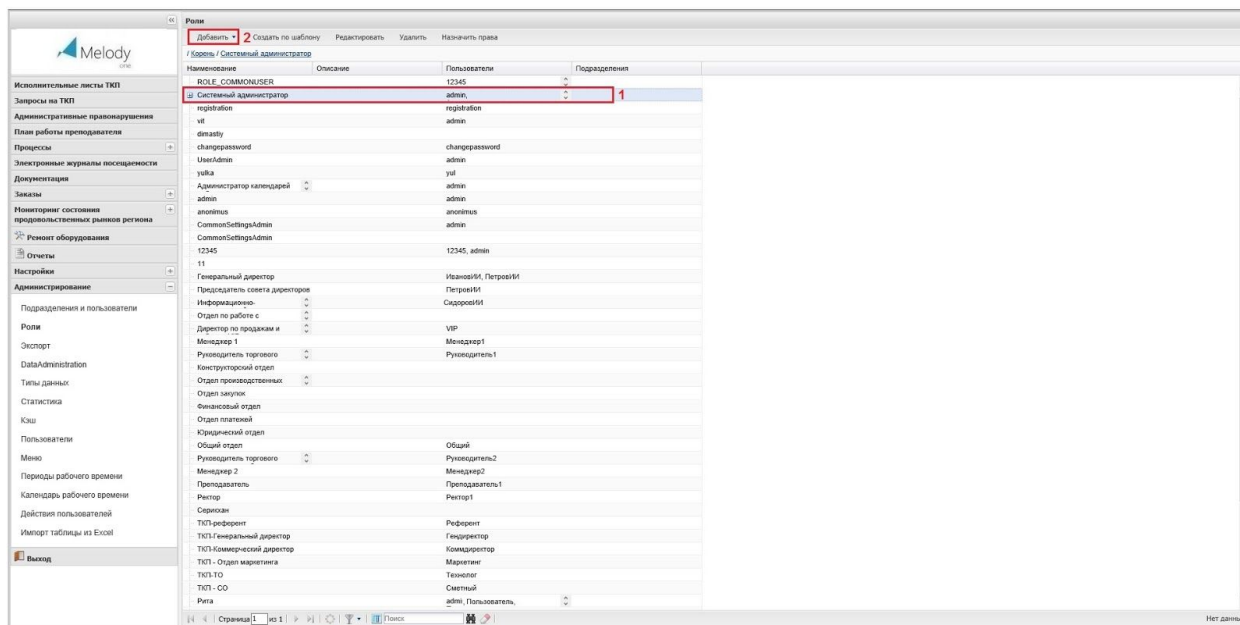 Роли
Добавить 2 Создать по шаблону Редактировать Удалить Назначить права
/ Корень / Системный администратор
Melody
one
Исполнительные листы ТКП
Запросы на ТКП
Административные правонарушения
План работы преподавателя
Процессы
Электронные журналы посещаемости
Документация
Заказы
Мониторинг состояния
продовольственных рынков региона
Ремонт оборудования
Отчеты
Настройки
Администрирование
Подразделения и пользователи
Роли
Экспорт
DataAdministration
Типы данных
Статистика
Кэш
Пользователи
Меню
Периоды рабочего времени
Календарь рабочего времени
Действия пользователей
Импорт таблицы из Excel
Выход
Наименование Описание Пользователи Подразделения
ROLE_COMMONUSER 12345
Системный администратор admin, 1
registration registration
vit admin
dimastiy
changepassword changepassword
UserAdmin admin
yulka yul
Администратор календарей admin
admin admin
anonimus anonimus
CommonSettingsAdmin admin
CommonSettingsAdmin
12345 12345, admin
11
Генеральный директор ИвановИИ, ПетровИИ
Председатель совета директоров ПетровИИ
Информационно- СидоровИИ
Отдел по работе с
Директор по продажам и VIP
Менеджер 1 Менеджер1
Руководитель торгового Руководитель1
Конструкторский отдел
Отдел производственных
Отдел закупок
Финансовый отдел
Отдел платежей
Юридический отдел
Общий отдел Общий
Руководитель торгового Руководитель2
Менеджер 2 Менеджер2
Преподаватель Преподаватель1
Ректор Ректор1
ТКП-референт Референт
ТКП-Генеральный директор Гендиректор
ТКП-Коммерческий директор Коммдиректор
ТКП - Отдел маркетинга Маркетинг
ТКП-ТО Технолог
ТКП - СО Сметный
Рита admi, Пользователь,
Страница 1 из 1 Поиск Нет данны